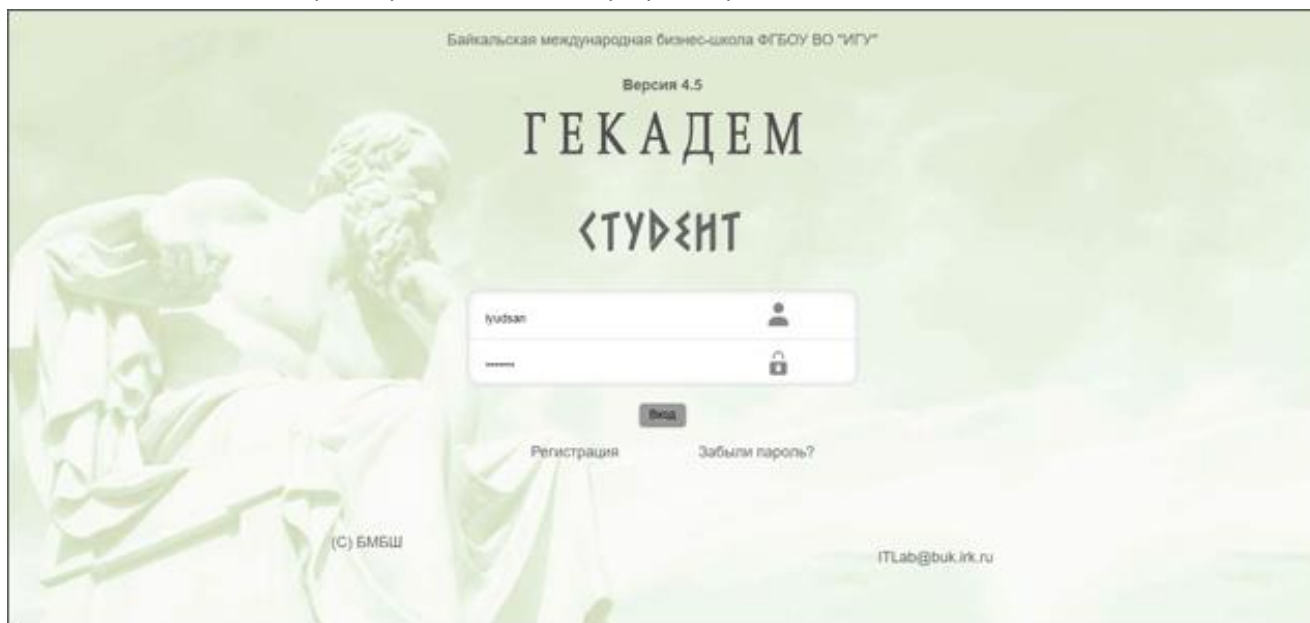 Байкальская международная бизнес-школа ФГБОУ ВО "ИГУ"
Версия 4.5
ГЕКАДЕМ
СТУДЕНТ
lyudsan
Вход
Регистрация Забыли пароль?
(C) БМБШ
ITLab@buk.irk.ru